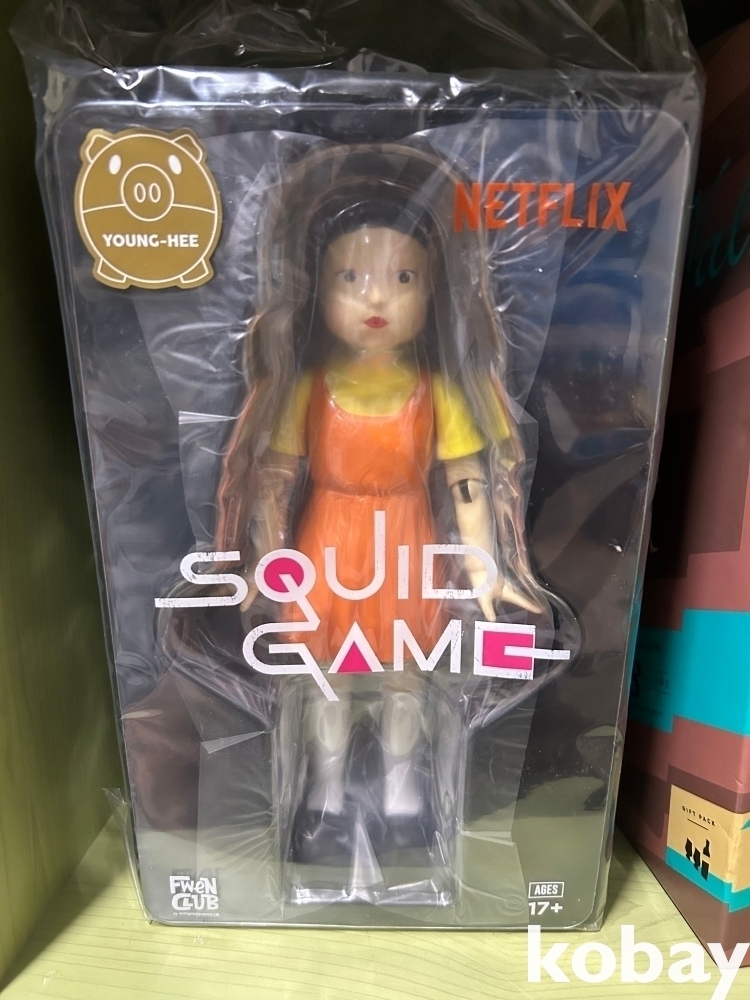 YOUNG-HEE
NETFLIX
SQUID
GAME
FWEN
CLUB
AGES
17+
GIFT PACK
kobay